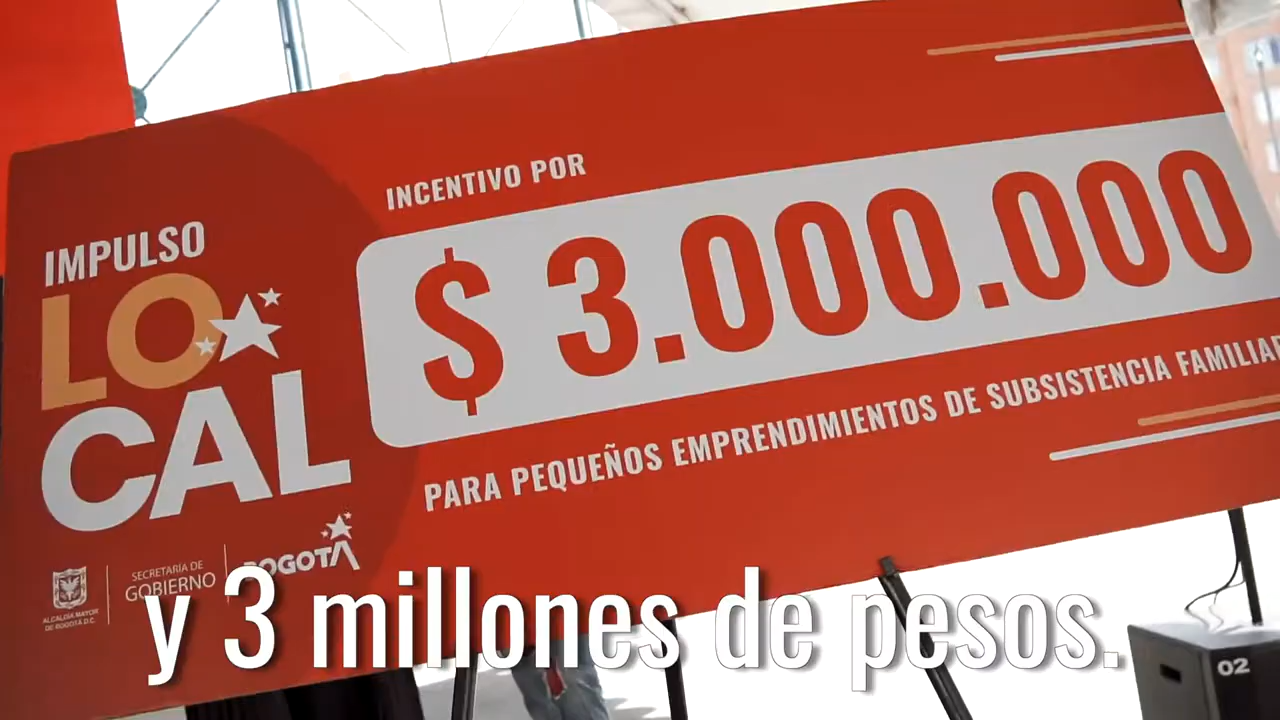 INCENTIVO POR
IMPULSO
LO
CAL
$ 3.000.000
PARA PEQUEÑOS EMPRENDIMIENTOS DE SUBSISTENCIA FAMILIAR
ALCALDÍA MAYOR
DE BOGOTÁ D.C.
SECRETARÍA DE
GOBIERNO
BOGOTÁ
y 3 millones de pesos.
02